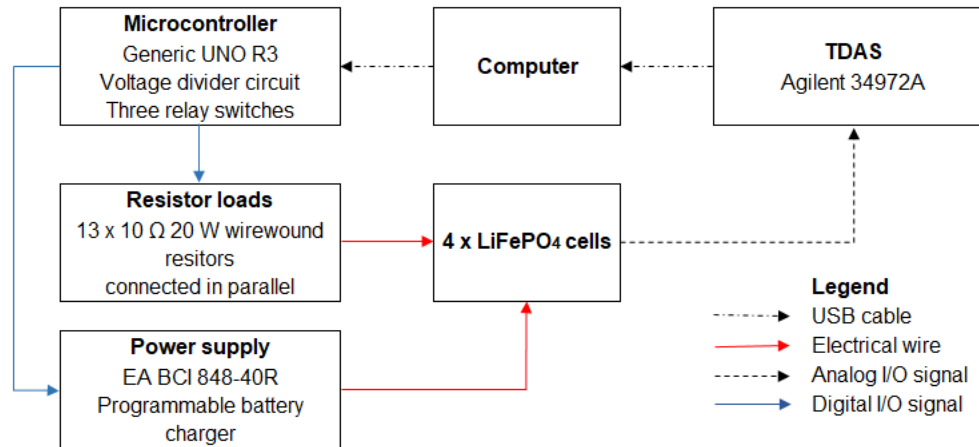 Microcontroller
Generic UNO R3
Voltage divider circuit
Three relay switches
Computer
TDAS
Agilent 34972A
Resistor loads
13 x 10 Ω 20 W wirewound
resitors
connected in parallel
4 x LiFePO4 cells
Power supply
EA BCI 848-40R
Programmable battery
charger
Legend
USB cable
Electrical wire
Analog I/O signal
Digital I/O signal